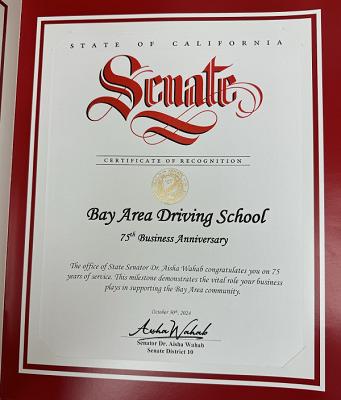 STATE OF CALIFORNIA
Senate
CERTIFICATE OF RECOGNITION
Bay Area Driving School
75th Business Anniversary
The office of State Senator Dr. Aisha Wahab congratulates you on 75
years of service. This milestone demonstrates the vital role your business
plays in supporting the Bay Area community.
October 30th, 2024
Aisha Wahab
Senator Dr. Aisha Wahab
Senate District 10